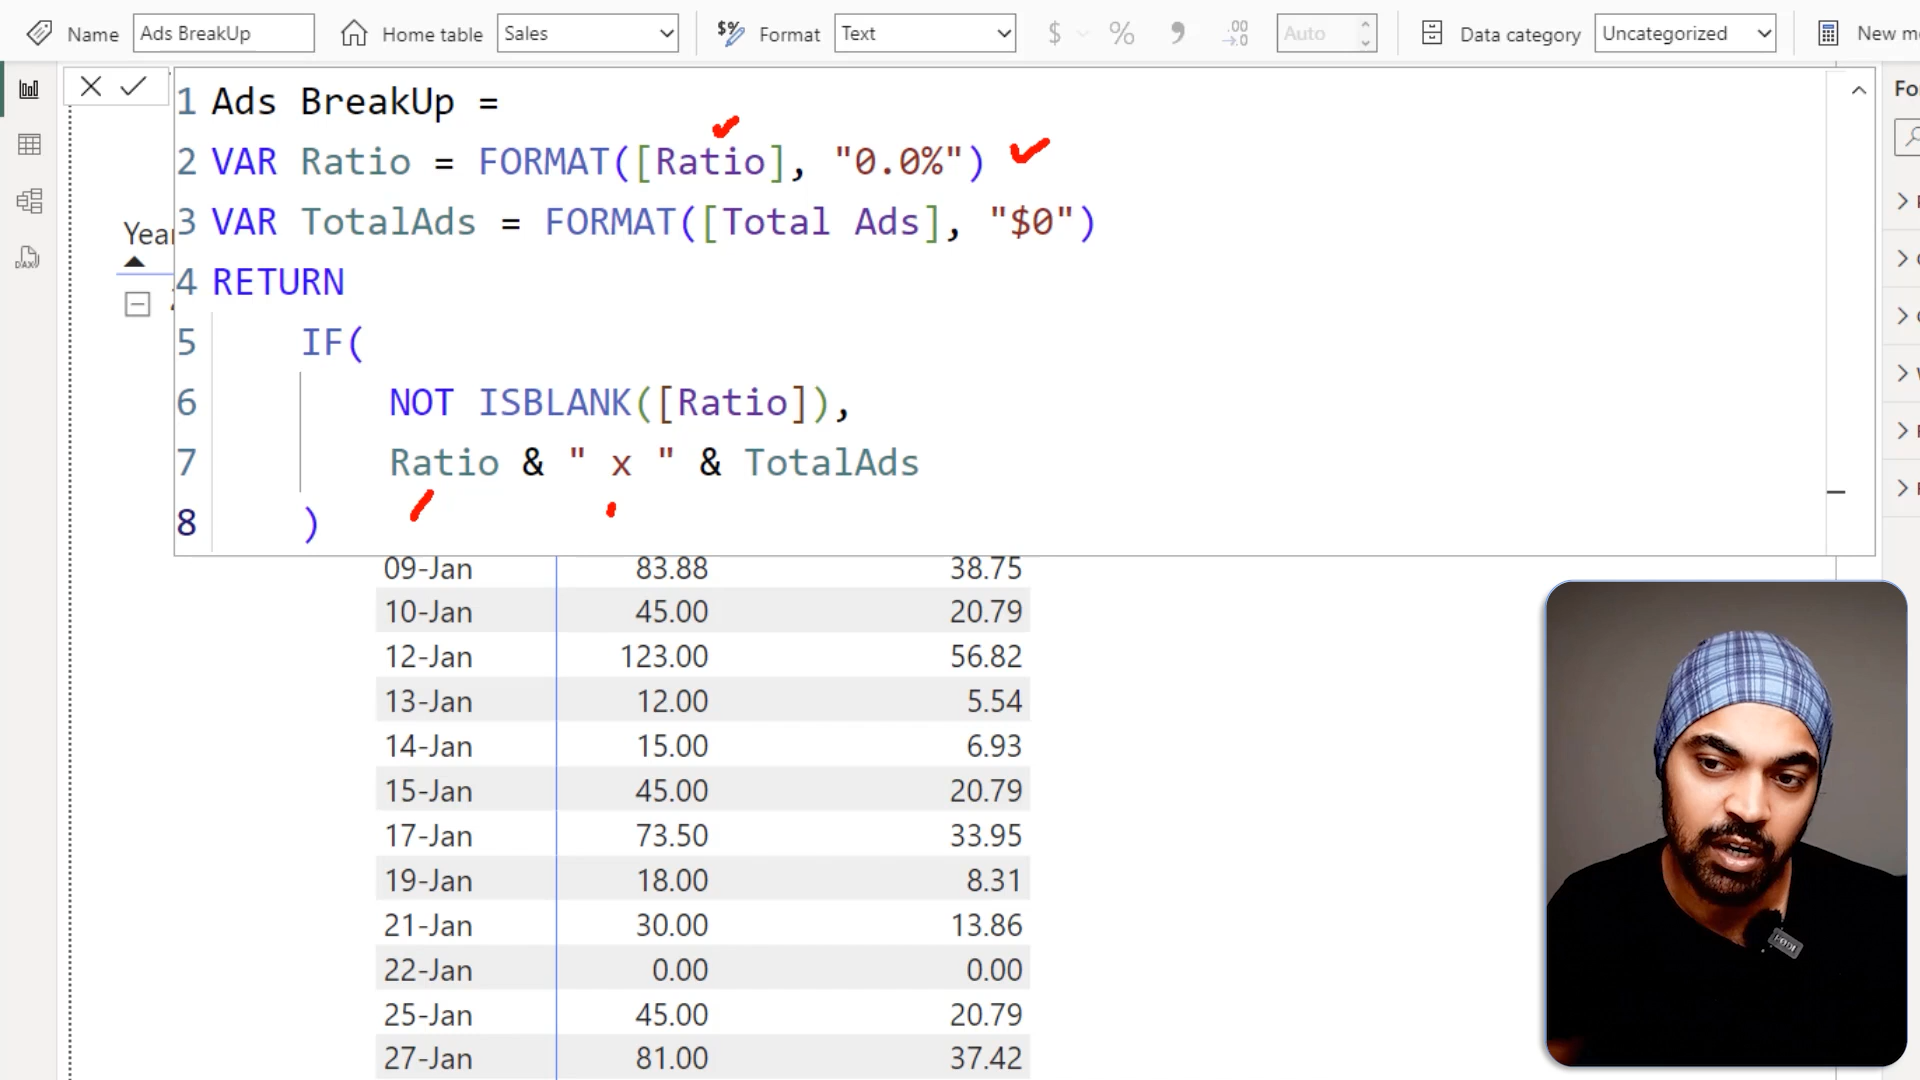 Name Ads BreakUp Home table Sales Format Text $ % Auto Data category Uncategorized New
1 Ads BreakUp =
2 VAR Ratio = FORMAT([Ratio], "0.0%")
3 VAR TotalAds = FORMAT([Total Ads], "$0")
4 RETURN
5 IF(
6 NOT ISBLANK([Ratio]),
7 Ratio & " x " & TotalAds
8 )
09-Jan 83.88 38.75
10-Jan 45.00 20.79
12-Jan 123.00 56.82
13-Jan 12.00 5.54
14-Jan 15.00 6.93
15-Jan 45.00 20.79
17-Jan 73.50 33.95
19-Jan 18.00 8.31
21-Jan 30.00 13.86
22-Jan 0.00 0.00
25-Jan 45.00 20.79
27-Jan 81.00 37.42